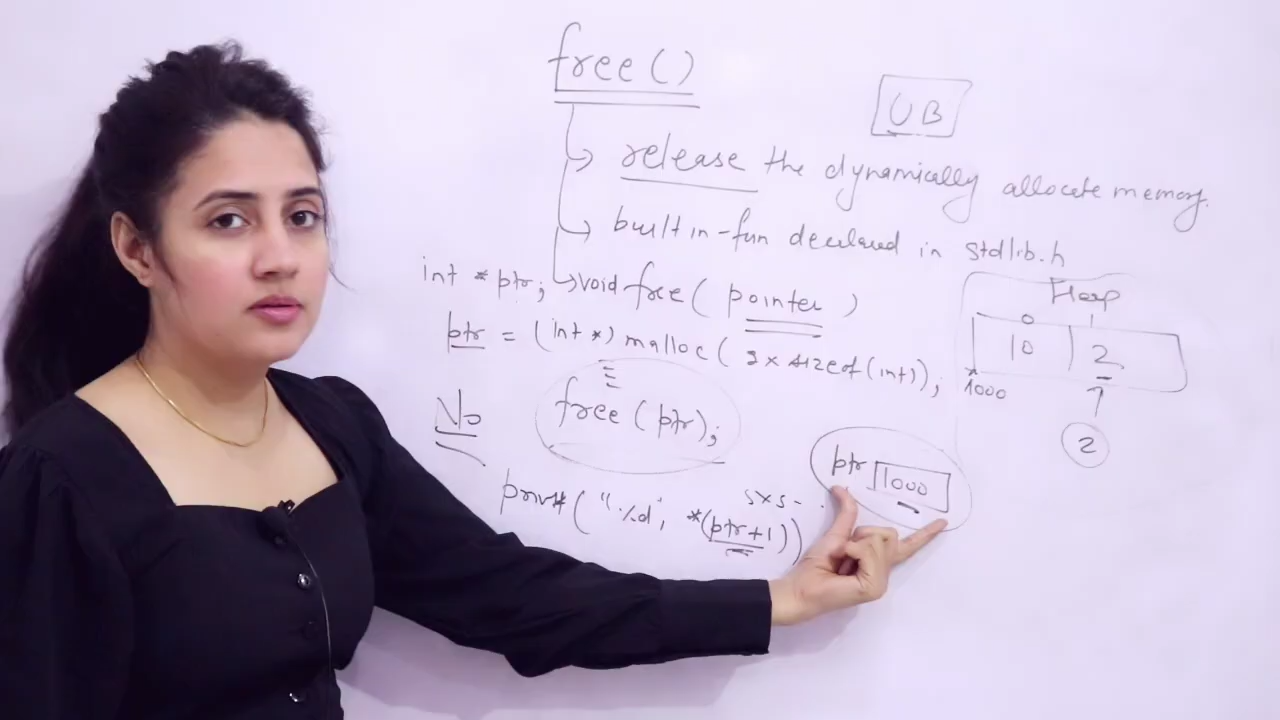 free ( )
UB
release the dynamically allocate memory.
built in-fun declared in stdlib.h
void free ( pointer )
int * ptr;
ptr = (int *) malloc ( 2 x sizeof (int) );
Heap
0 1
10 2
1000
2
No
free ( ptr );
ptr 1000
5x5-
printf ( " %d", *(ptr+1))